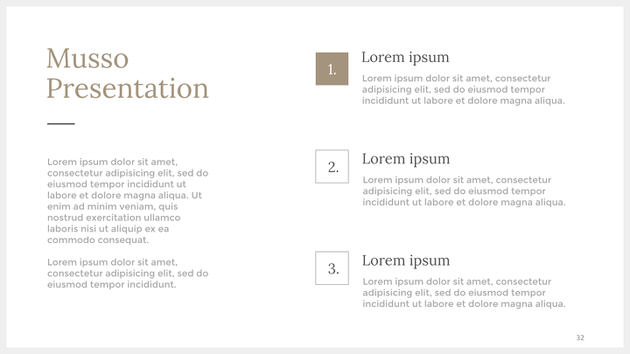 Musso
Presentation
Lorem ipsum dolor sit amet,
consectetur adipisicing elit, sed do
eiusmod tempor incididunt ut
labore et dolore magna aliqua. Ut
enim ad minim veniam, quis
nostrud exercitation ullamco
laboris nisi ut aliquip ex ea
commodo consequat.
Lorem ipsum dolor sit amet,
consectetur adipisicing elit, sed do
eiusmod tempor incididunt.
1.
Lorem ipsum
Lorem ipsum dolor sit amet, consectetur
adipisicing elit, sed do eiusmod tempor
incididunt ut labore et dolore magna aliqua.
2.
Lorem ipsum
Lorem ipsum dolor sit amet, consectetur
adipisicing elit, sed do eiusmod tempor
incididunt ut labore et dolore magna aliqua.
3.
Lorem ipsum
Lorem ipsum dolor sit amet, consectetur
adipisicing elit, sed do eiusmod tempor
incididunt ut labore et dolore magna aliqua.
32